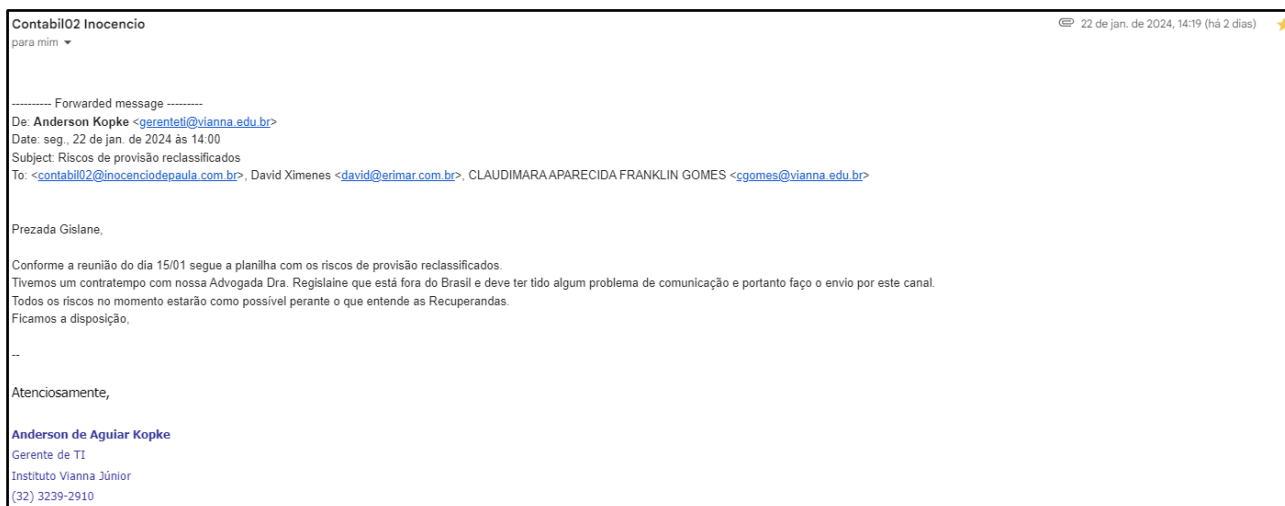 Contabil02 Inocencio
22 de jan. de 2024, 14:19 (há 2 dias)
para mim
---------- Forwarded message ---------
De: Anderson Kopke <gerenteti@vianna.edu.br>
Date: seg., 22 de jan. de 2024 às 14:00
Subject: Riscos de provisão reclassificados
To: <contabil02@inocenciodepaula.com.br>, David Ximenes <david@erimar.com.br>, CLAUDIMARA APARECIDA FRANKLIN GOMES <cgomes@vianna.edu.br>
Prezada Gislane,
Conforme a reunião do dia 15/01 segue a planilha com os riscos de provisão reclassificados.
Tivemos um contratempo com nossa Advogada Dra. Regislaine que está fora do Brasil e deve ter tido algum problema de comunicação e portanto faço o envio por este canal.
Todos os riscos no momento estarão como possível perante o que entende as Recuperandas.
Ficamos a disposição,
--
Atenciosamente,
Anderson de Aguiar Kopke
Gerente de TI
Instituto Vianna Júnior
(32) 3239-2910